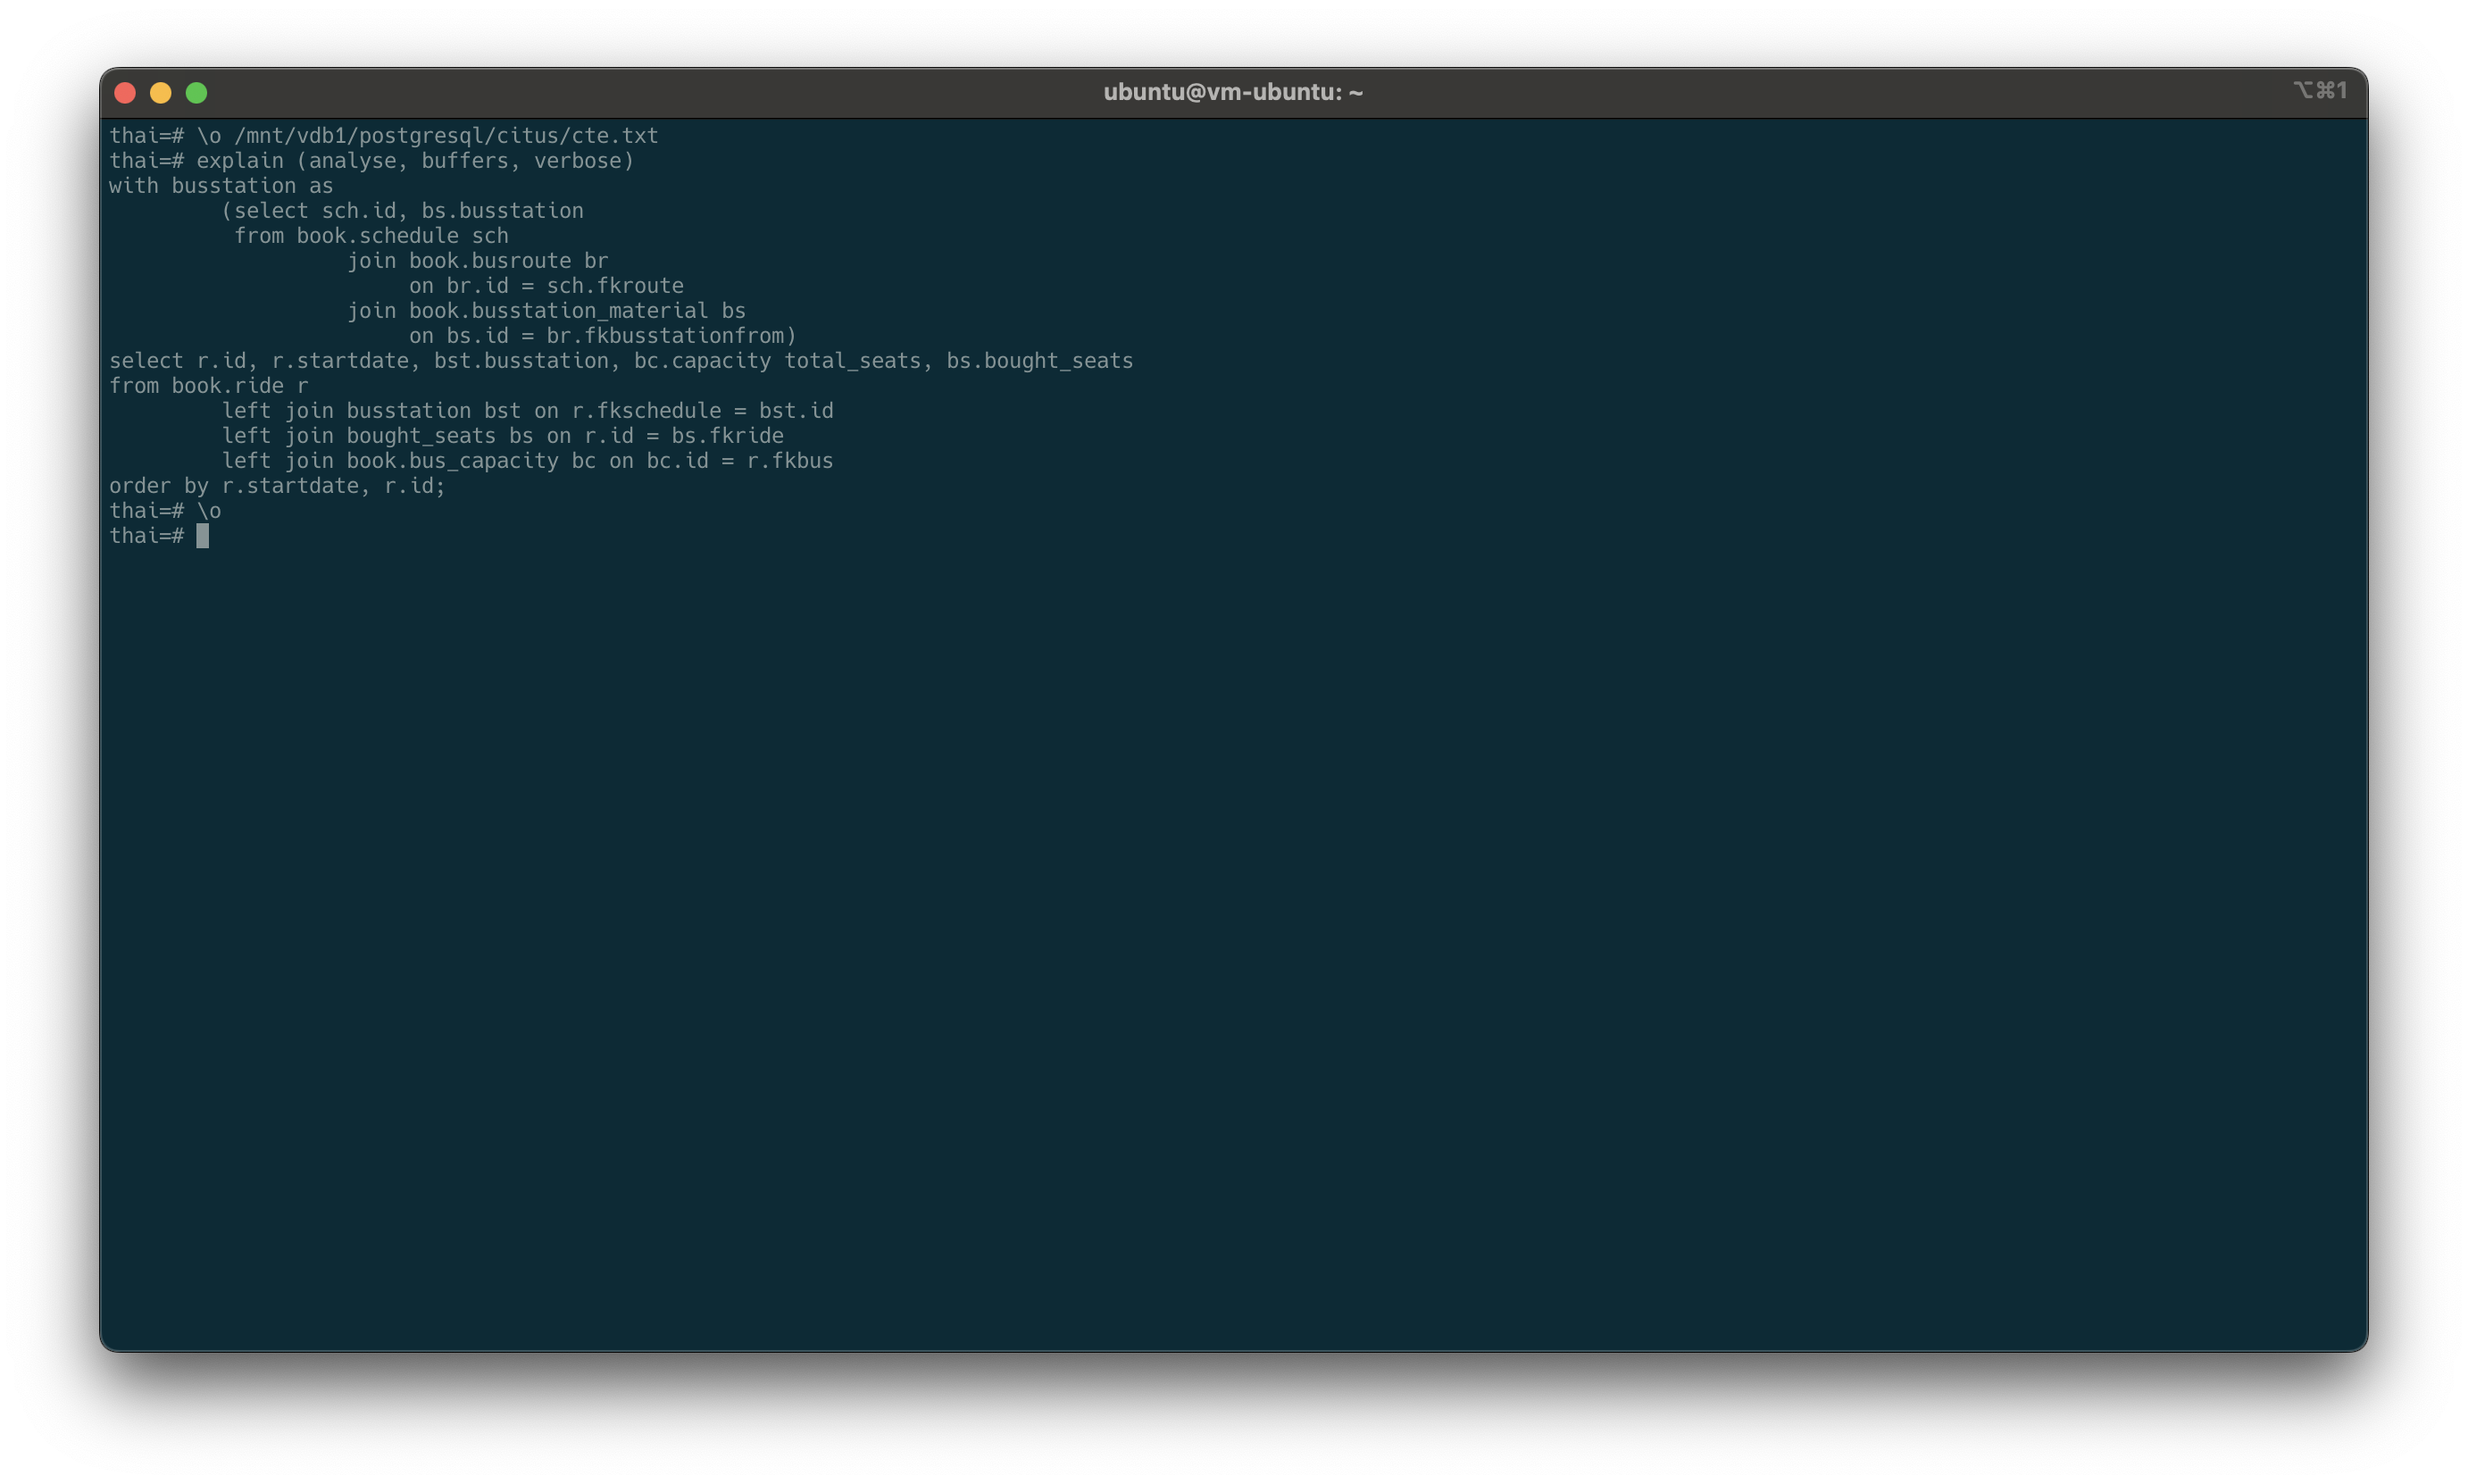 ubuntu@vm-ubuntu: ~
⌥⌘1
thai=# \o /mnt/vdb1/postgresql/citus/cte.txt
thai=# explain (analyse, buffers, verbose)
with busstation as
         (select sch.id, bs.busstation
          from book.schedule sch
                   join book.busroute br
                        on br.id = sch.fkroute
                   join book.busstation_material bs
                        on bs.id = br.fkbusstationfrom)
select r.id, r.startdate, bst.busstation, bc.capacity total_seats, bs.bought_seats
from book.ride r
         left join busstation bst on r.fkschedule = bst.id
         left join bought_seats bs on r.id = bs.fkride
         left join book.bus_capacity bc on bc.id = r.fkbus
order by r.startdate, r.id;
thai=# \o
thai=#